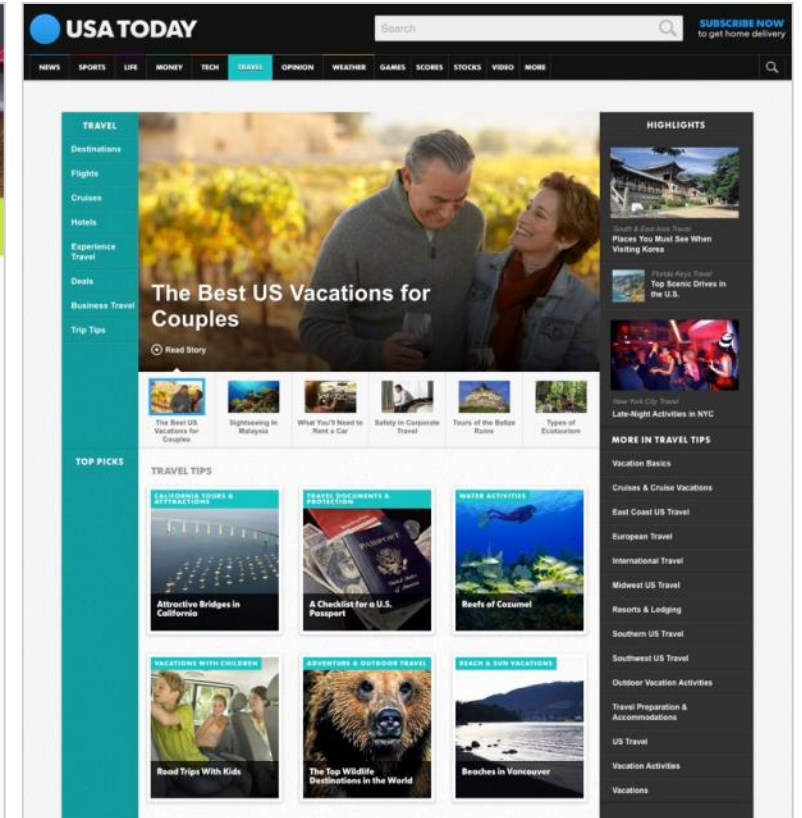 USA TODAY
Search
SUBSCRIBE NOW
to get home delivery
NEWS SPORTS LIFE MONEY TECH TRAVEL OPINION WEATHER GAMES SCORES STOCKS VIDEO MORE
TRAVEL
Destinations
Flights
Cruises
Hotels
Experience
Travel
Deals
Business Travel
Trip Tips
The Best US Vacations for
Couples
Read Story
The Best US
Vacations for
Couples
Sightseeing in
Malaysia
What You'll Need to
Rent a Car
Safety in Corporate
Travel
Tours of the Belize
Ruins
Types of
Ecotourism
TOP PICKS
TRAVEL TIPS
CALIFORNIA TOURS &
ATTTRACTIONS
Attractive Bridges in
California
TRAVEL DOCUMENTS &
PROTECTION
PASSPORT
A Checklist for a U.S.
Passport
WATER ACTIVITIES
Reefs of Cozumel
VACATIONS WITH CHILDREN
Road Trips With Kids
ADVENTURE & OUTDOOR TRAVEL
The Top Wildlife
Destinations in the World
BEACH & SUN VACATIONS
Beaches in Vancouver
HIGHLIGHTS
South & East Asia Travel
Places You Must See When
Visiting Korea
Florida Keys Travel
Top Scenic Drives in
the U.S.
New York City Travel
Late-Night Activities in NYC
MORE IN TRAVEL TIPS
Vacation Basics
Cruises & Cruise Vacations
East Coast US Travel
European Travel
International Travel
Midwest US Travel
Resorts & Lodging
Southern US Travel
Southwest US Travel
Outdoor Vacation Activities
Travel Preparation &
Accommodations
US Travel
Vacation Activities
Vacations